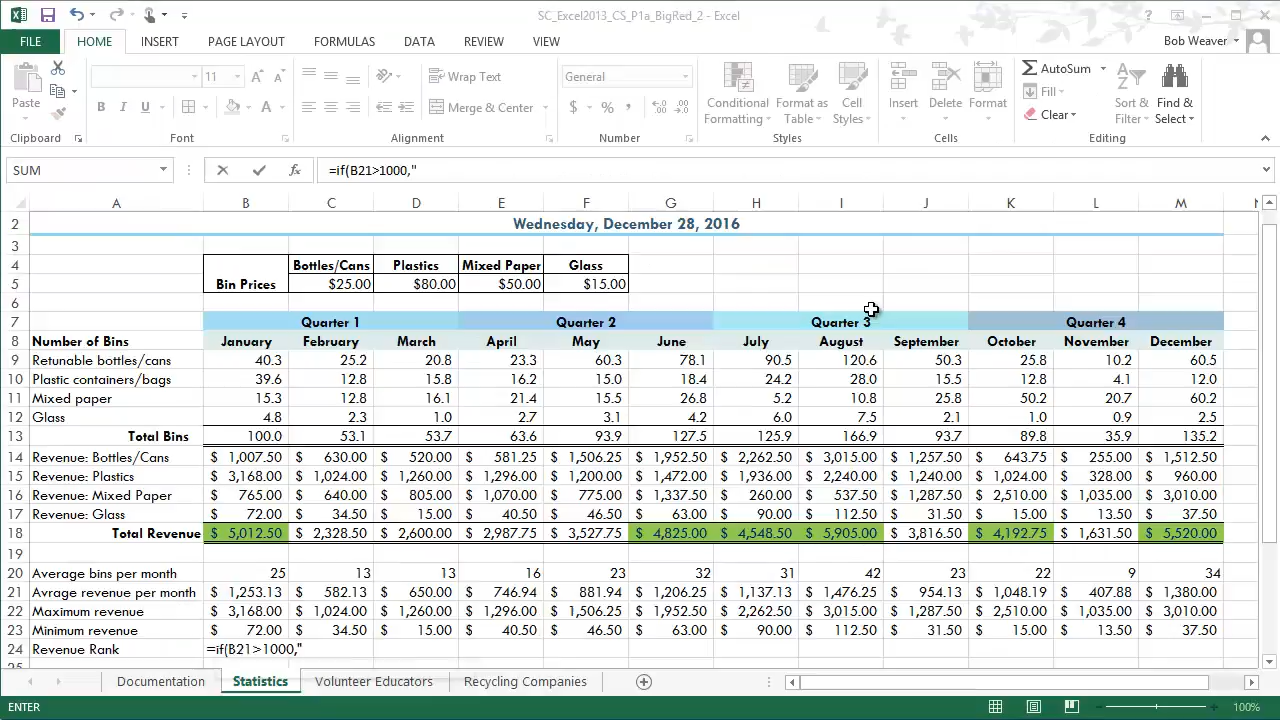 SC_Excel2013_CS_P1a_BigRed_2 - Excel
FILE HOME INSERT PAGE LAYOUT FORMULAS DATA REVIEW VIEW Bob Weaver
Paste 11 Wrap Text General Conditional Formatting Format as Table Cell Styles Insert Delete Format AutoSum
B I U Merge & Center $ % Fill Sort & Filter Find & Select
Clear
Clipboard Font Alignment Number Styles Cells Editing
SUM fx =if(B21>1000,"
A B C D E F G H I J K L M
2 Wednesday, December 28, 2016
3
4 Bottles/Cans Plastics Mixed Paper Glass
5 Bin Prices $25.00 $80.00 $50.00 $15.00
6
7 Quarter 1 Quarter 2 Quarter 3 Quarter 4
8 Number of Bins January February March April May June July August September October November December
9 Retunable bottles/cans 40.3 25.2 20.8 23.3 60.3 78.1 90.5 120.6 50.3 25.8 10.2 60.5
10 Plastic containers/bags 39.6 12.8 15.8 16.2 15.0 18.4 24.2 28.0 15.5 12.8 4.1 12.0
11 Mixed paper 15.3 12.8 16.1 21.4 15.5 26.8 5.2 10.8 25.8 50.2 20.7 60.2
12 Glass 4.8 2.3 1.0 2.7 3.1 4.2 6.0 7.5 2.1 1.0 0.9 2.5
13 Total Bins 100.0 53.1 53.7 63.6 93.9 127.5 125.9 166.9 93.7 89.8 35.9 135.2
14 Revenue: Bottles/Cans $ 1,007.50 $ 630.00 $ 520.00 $ 581.25 $ 1,506.25 $ 1,952.50 $ 2,262.50 $ 3,015.00 $ 1,257.50 $ 643.75 $ 255.00 $ 1,512.50
15 Revenue: Plastics $ 3,168.00 $ 1,024.00 $ 1,260.00 $ 1,296.00 $ 1,200.00 $ 1,472.00 $ 1,936.00 $ 2,240.00 $ 1,240.00 $ 1,024.00 $ 328.00 $ 960.00
16 Revenue: Mixed Paper $ 765.00 $ 640.00 $ 805.00 $ 1,070.00 $ 775.00 $ 1,337.50 $ 260.00 $ 537.50 $ 1,287.50 $ 2,510.00 $ 1,035.00 $ 3,010.00
17 Revenue: Glass $ 72.00 $ 34.50 $ 15.00 $ 40.50 $ 46.50 $ 63.00 $ 90.00 $ 112.50 $ 31.50 $ 15.00 $ 13.50 $ 37.50
18 Total Revenue $ 5,012.50 $ 2,328.50 $ 2,600.00 $ 2,987.75 $ 3,527.75 $ 4,825.00 $ 4,548.50 $ 5,905.00 $ 3,816.50 $ 4,192.75 $ 1,631.50 $ 5,520.00
19
20 Average bins per month 25 13 13 16 23 32 31 42 23 22 9 34
21 Avrage revenue per month $ 1,253.13 $ 582.13 $ 650.00 $ 746.94 $ 881.94 $ 1,206.25 $ 1,137.13 $ 1,476.25 $ 954.13 $ 1,048.19 $ 407.88 $ 1,380.00
22 Maximum revenue $ 3,168.00 $ 1,024.00 $ 1,260.00 $ 1,296.00 $ 1,506.25 $ 1,952.50 $ 2,262.50 $ 3,015.00 $ 1,287.50 $ 2,510.00 $ 1,035.00 $ 3,010.00
23 Minimum revenue $ 72.00 $ 34.50 $ 15.00 $ 40.50 $ 46.50 $ 63.00 $ 90.00 $ 112.50 $ 31.50 $ 15.00 $ 13.50 $ 37.50
24 Revenue Rank =if(B21>1000,"
Documentation Statistics Volunteer Educators Recycling Companies
ENTER 100%